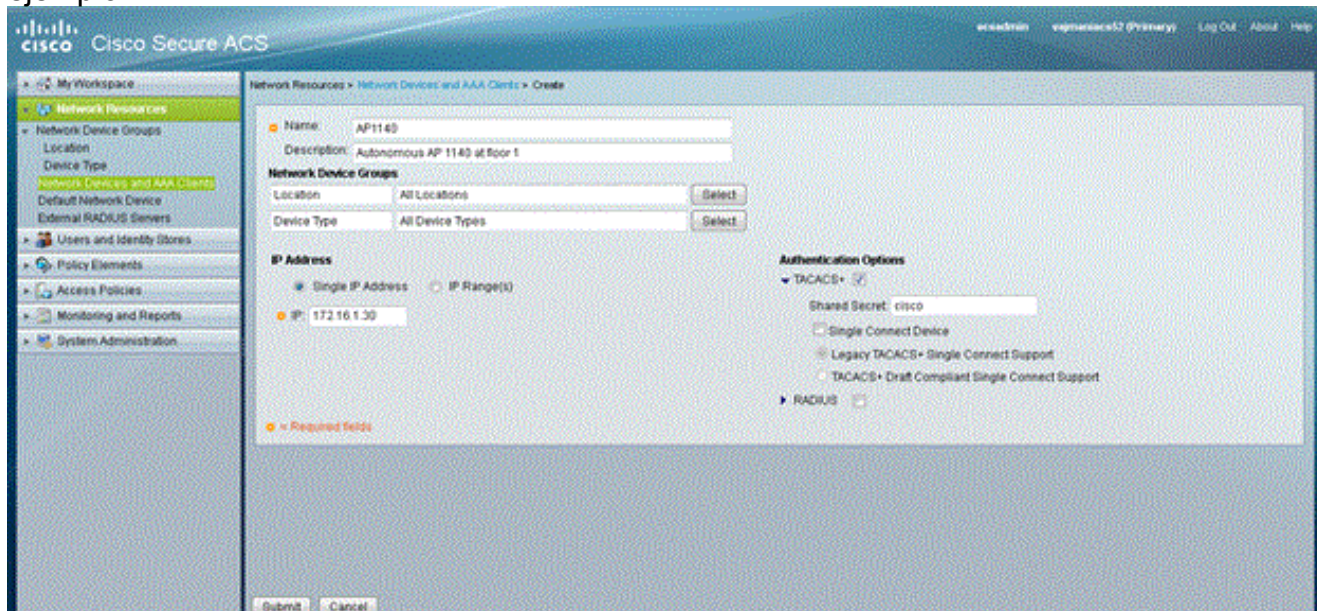 ejemplo
cisco Cisco Secure ACS
acsadmin (Primary) Log Out About Help
My Workspace
Network Resources
Network Device Groups
Location
Device Type
Network Devices and AAA Clients
Default Network Device
External RADIUS Servers
Users and Identity Stores
Policy Elements
Access Policies
Monitoring and Reports
System Administration
Network Resources > Network Devices and AAA Clients > Create
Name: AP1140
Description: Autonomous AP 1140 at floor 1
Network Device Groups
Location All Locations Select
Device Type All Device Types Select
IP Address
Single IP Address IP Range(s)
IP: 172.16.1.30
Authentication Options
TACACS+
Shared Secret: cisco
Single Connect Device
Legacy TACACS+ Single Connect Support
TACACS+ Draft Compliant Single Connect Support
RADIUS
= Required fields
Submit Cancel